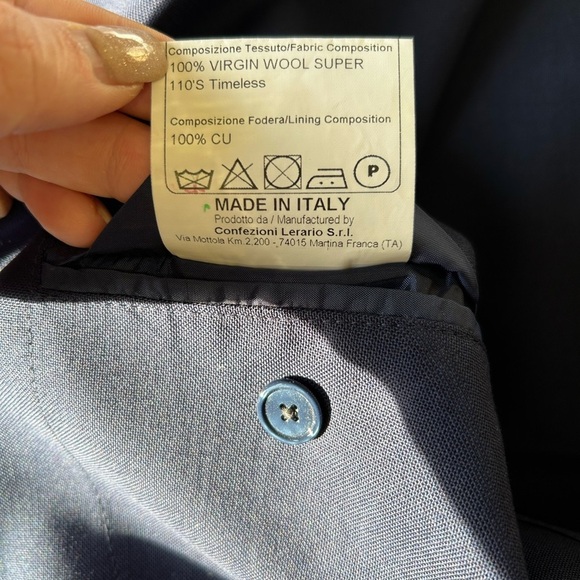 Composizione Tessuto/Fabric Composition
100% VIRGIN WOOL SUPER
110'S Timeless
Composizione Fodera/Lining Composition
100% CU
P
MADE IN ITALY
Prodotto da / Manufactured by
Confezioni Lerario S.r.l.
Via Mottola Km.2,200 - 74015 Martina Franca (TA)